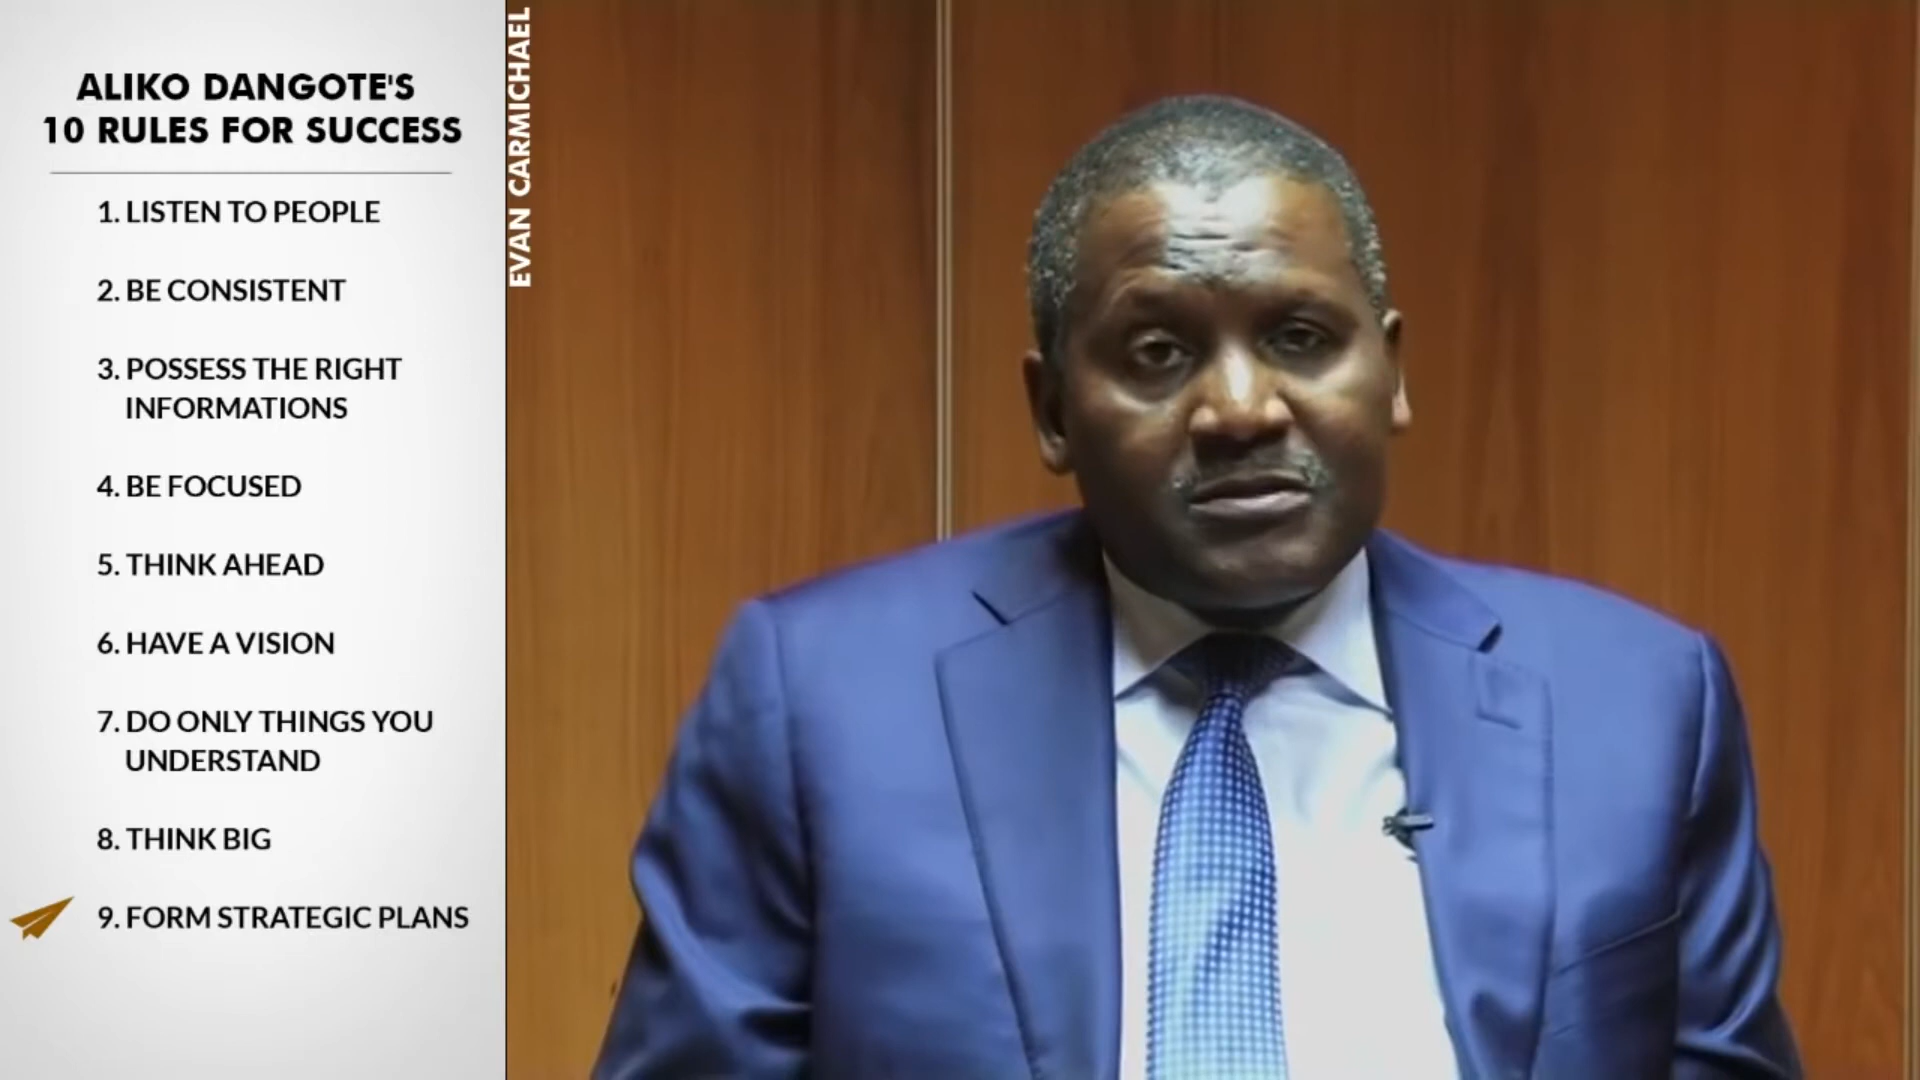 ALIKO DANGOTE'S
10 RULES FOR SUCCESS
1. LISTEN TO PEOPLE
2. BE CONSISTENT
3. POSSESS THE RIGHT
INFORMATIONS
4. BE FOCUSED
5. THINK AHEAD
6. HAVE A VISION
7. DO ONLY THINGS YOU
UNDERSTAND
8. THINK BIG
9. FORM STRATEGIC PLANS
EVAN CARMICHAEL